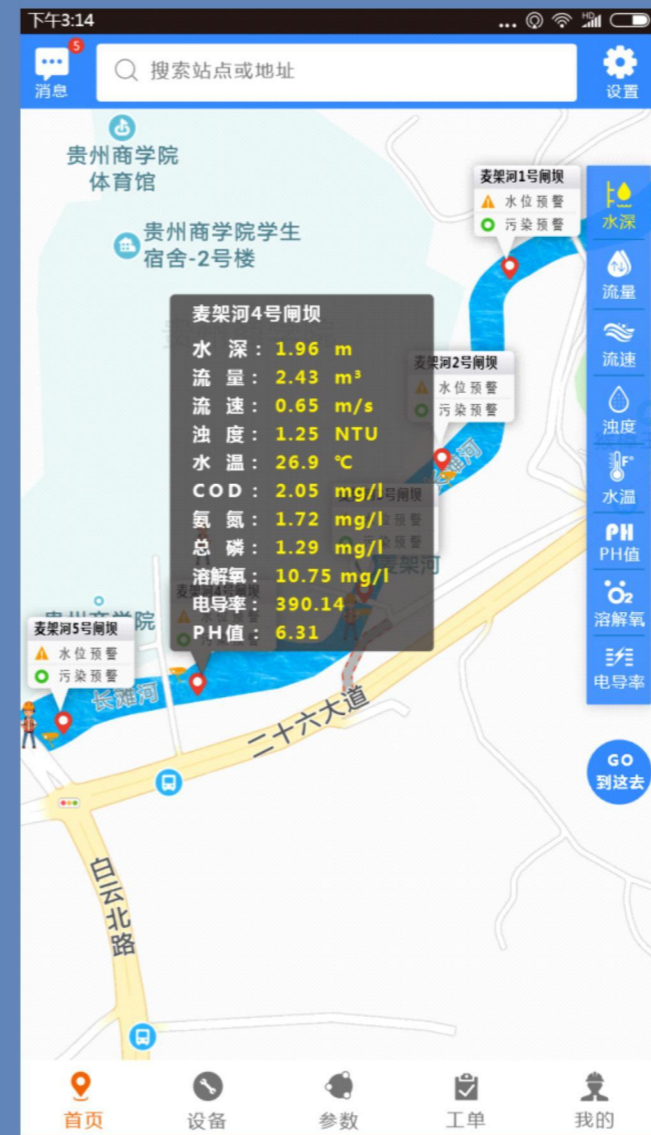 下午3:14
... HD
5
消息
搜索站点或地址
设置
贵州商学院
体育馆
贵州商学院学生
宿舍-2号楼
麦架河1号闸坝
水位预警
污染预警
水深
流量
流速
浊度
水温
PH
PH值
O2
溶解氧
电导率
麦架河4号闸坝
水 深： 1.96 m
流 量： 2.43 m³
流 速： 0.65 m/s
浊 度： 1.25 NTU
水 温： 26.9 ℃
COD： 2.05 mg/l
氨 氮： 1.72 mg/l
总 磷： 1.29 mg/l
溶解氧： 10.75 mg/l
电导率： 390.14
PH值： 6.31
麦架河2号闸坝
水位预警
污染预警
麦架河
麦架河5号闸坝
水位预警
污染预警
长滩河
二十六大道
GO
到这去
白云北路
首页
设备
参数
工单
我的